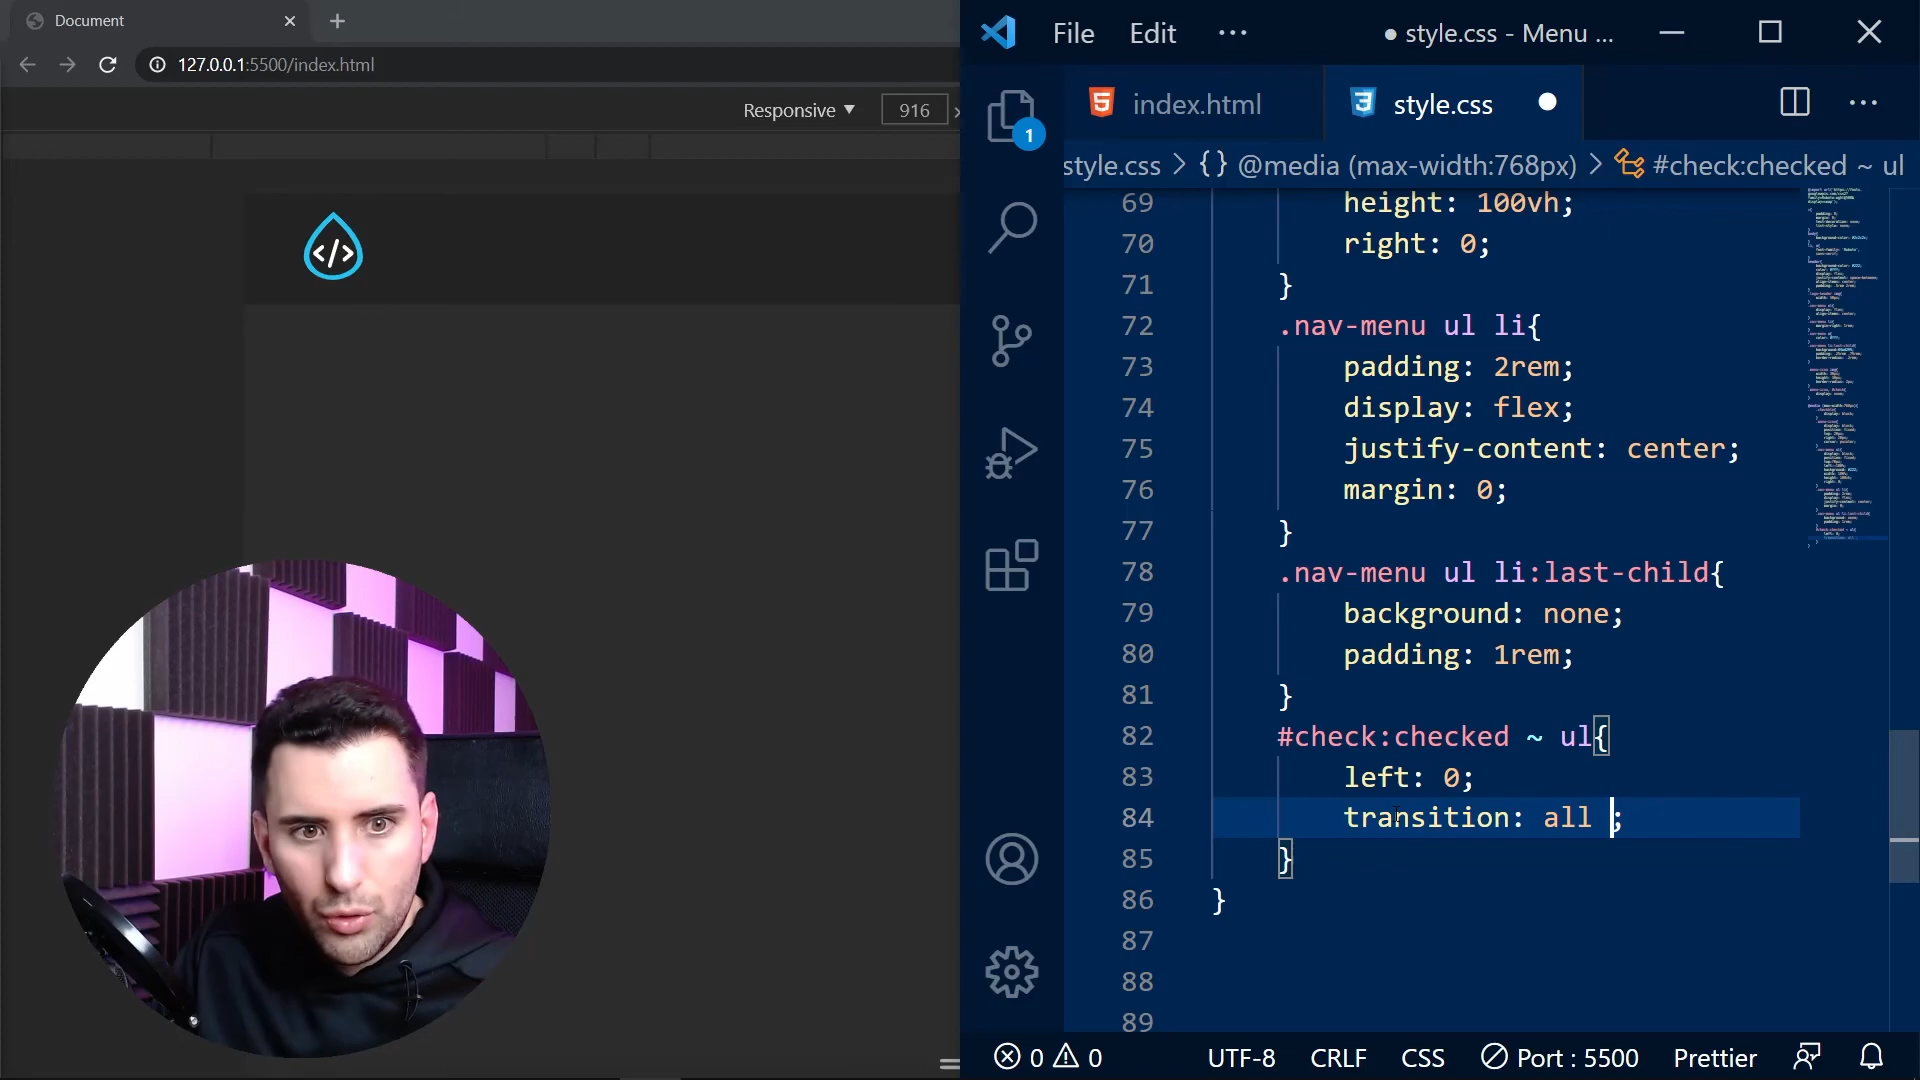 Document
127.0.0.1:5500/index.html
Responsive
916
</>
File Edit ...
● style.css - Menu ...
index.html
style.css
1
style.css > {} @media (max-width:768px) > #check:checked ~ ul
69 height: 100vh;
70 right: 0;
71 }
72 .nav-menu ul li{
73 padding: 2rem;
74 display: flex;
75 justify-content: center;
76 margin: 0;
77 }
78 .nav-menu ul li:last-child{
79 background: none;
80 padding: 1rem;
81 }
82 #check:checked ~ ul{
83 left: 0;
84 transition: all ;
85 }
86 }
87
88
89
0 0 UTF-8 CRLF CSS Port : 5500 Prettier